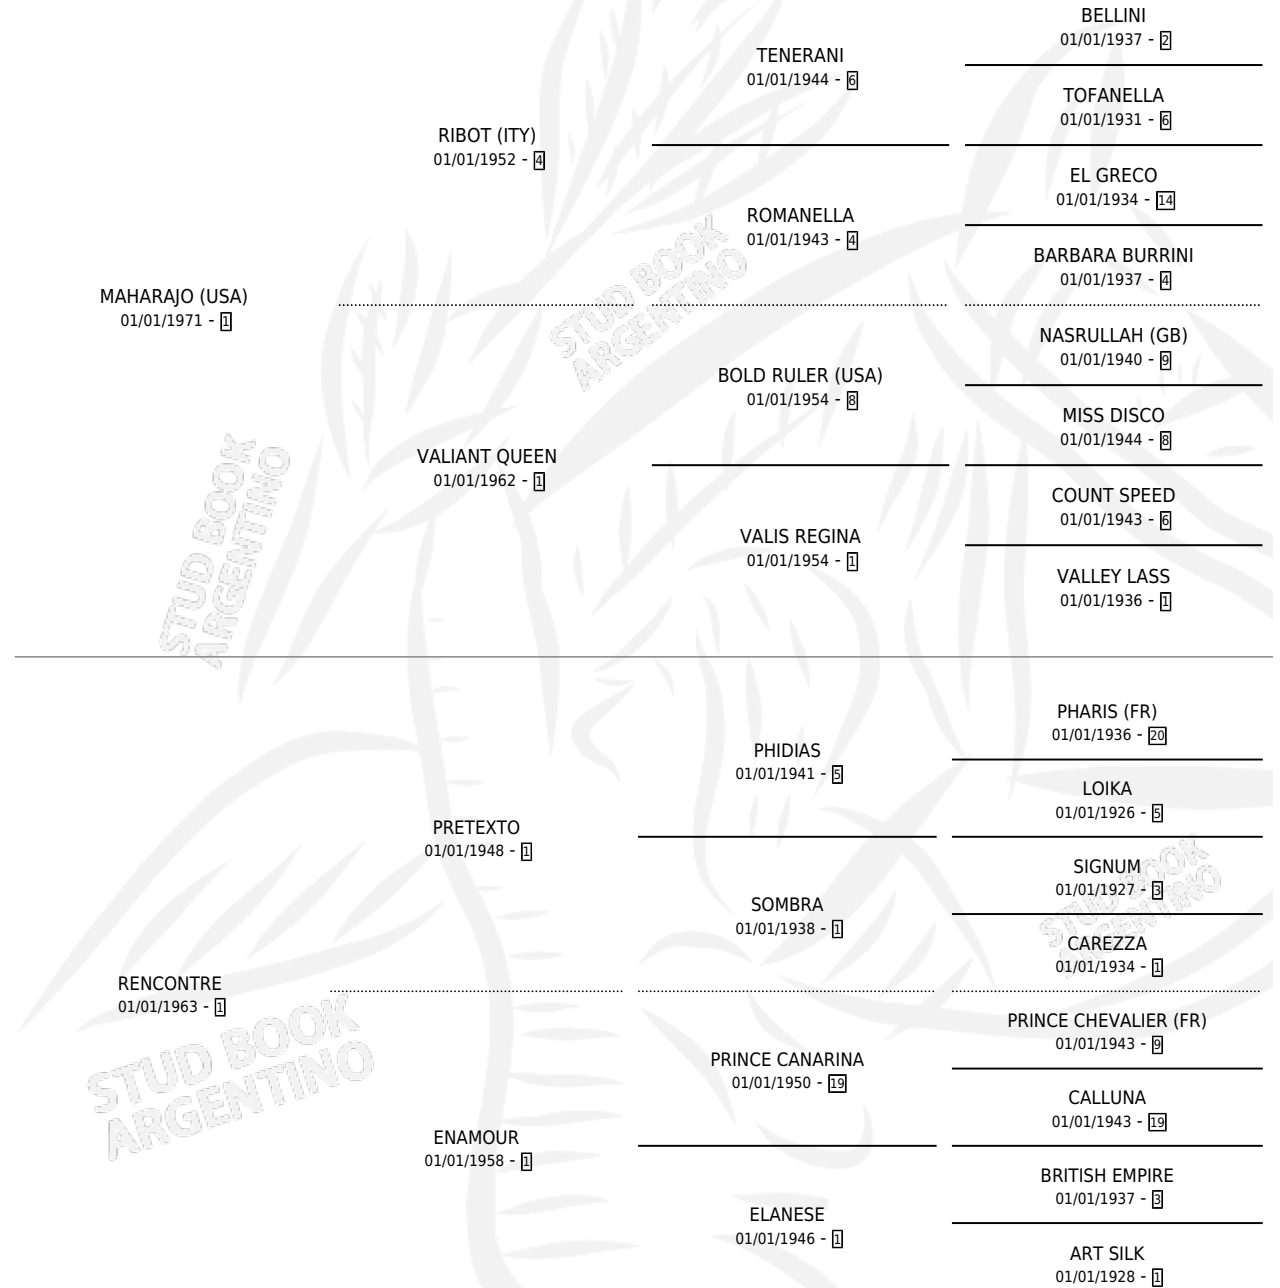 BELLINI
01/01/1937 - 2
TENERANI
01/01/1944 - 6
TOFANELLA
01/01/1931 - 6
RIBOT (ITY)
01/01/1952 - 4
EL GRECO
01/01/1934 - 14
ROMANELLA
01/01/1943 - 4
BARBARA BURRINI
01/01/1937 - 4
MAHARAJO (USA)
01/01/1971 - 1
STUD BOOK
ARGENTINO
NASRULLAH (GB)
01/01/1940 - 9
BOLD RULER (USA)
01/01/1954 - 8
MISS DISCO
01/01/1944 - 8
VALIANT QUEEN
01/01/1962 - 1
COUNT SPEED
01/01/1943 - 6
VALIS REGINA
01/01/1954 - 1
VALLEY LASS
01/01/1936 - 1
STUD BOOK
ARGENTINO
PHARIS (FR)
01/01/1936 - 20
PHIDIAS
01/01/1941 - 5
LOIKA
01/01/1926 - 5
PRETEXTO
01/01/1948 - 1
SIGNUM
01/01/1927 - 3
SOMBRA
01/01/1938 - 1
CAREZZA
01/01/1934 - 1
STUD BOOK
ARGENTINO
RENCONTRE
01/01/1963 - 1
PRINCE CHEVALIER (FR)
01/01/1943 - 9
PRINCE CANARINA
01/01/1950 - 19
CALLUNA
01/01/1943 - 19
STUD BOOK
ARGENTINO
ENAMOUR
01/01/1958 - 1
BRITISH EMPIRE
01/01/1937 - 3
ELANESE
01/01/1946 - 1
ART SILK
01/01/1928 - 1